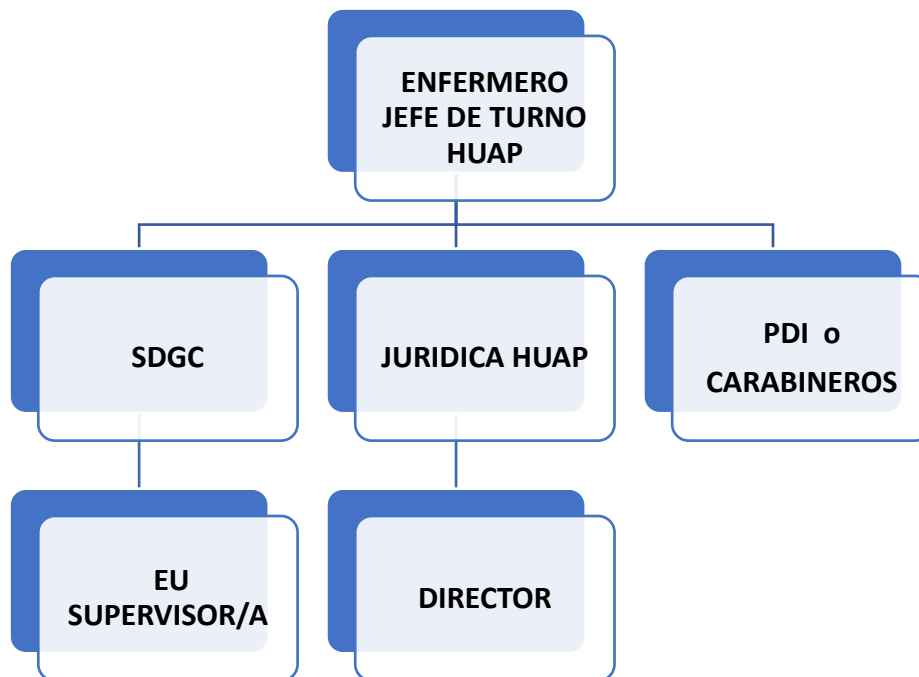 ENFERMERO
JEFE DE TURNO
HUAP
SDGC
JURIDICA HUAP
PDI o
CARABINEROS
EU
SUPERVISOR/A
DIRECTOR